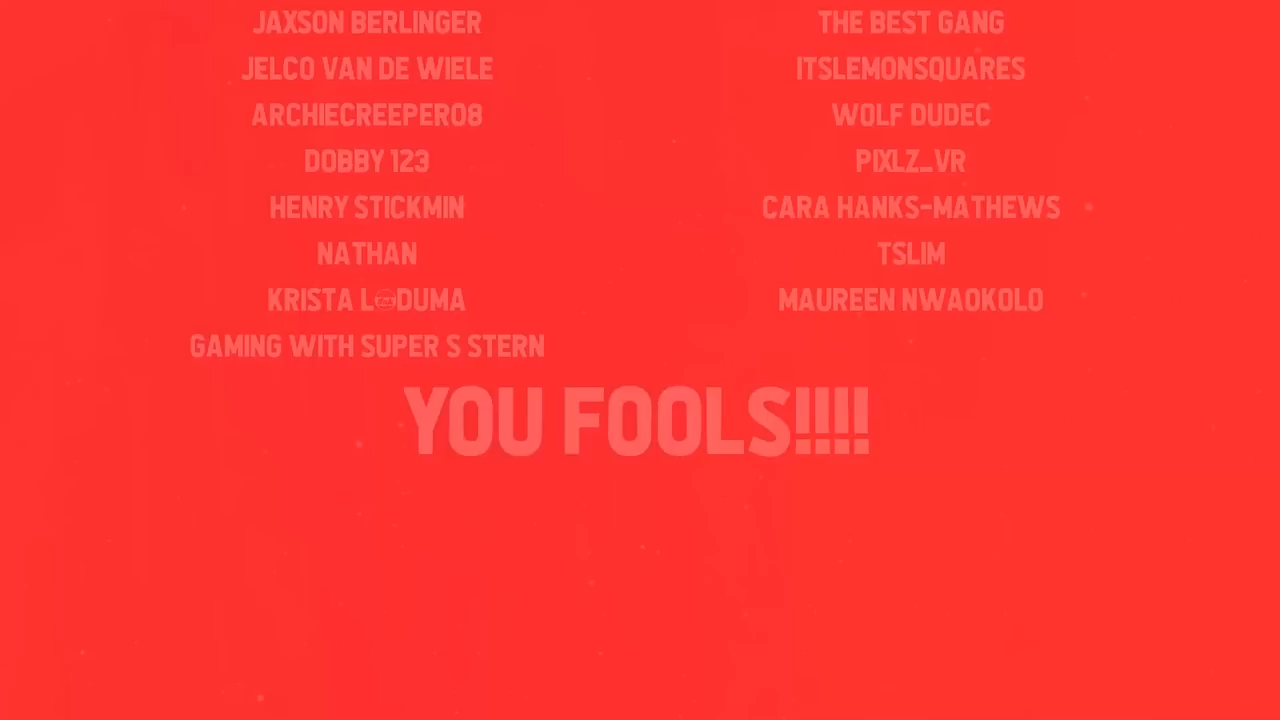 JAXSON BERLINGER
JELCO VAN DE WIELE
ARCHIECREEPER08
DOBBY 123
HENRY STICKMIN
NATHAN
KRISTA
GAMING WITH SUPER S STERN
THE BEST GANG
ITSLEMONSQUARES
WOLF DUDEC
PIXLZ_VR
CARA HANKS-MATHEWS
TSLIM
MAUREEN NWAOKOLO
YOU FOOLS!!!!